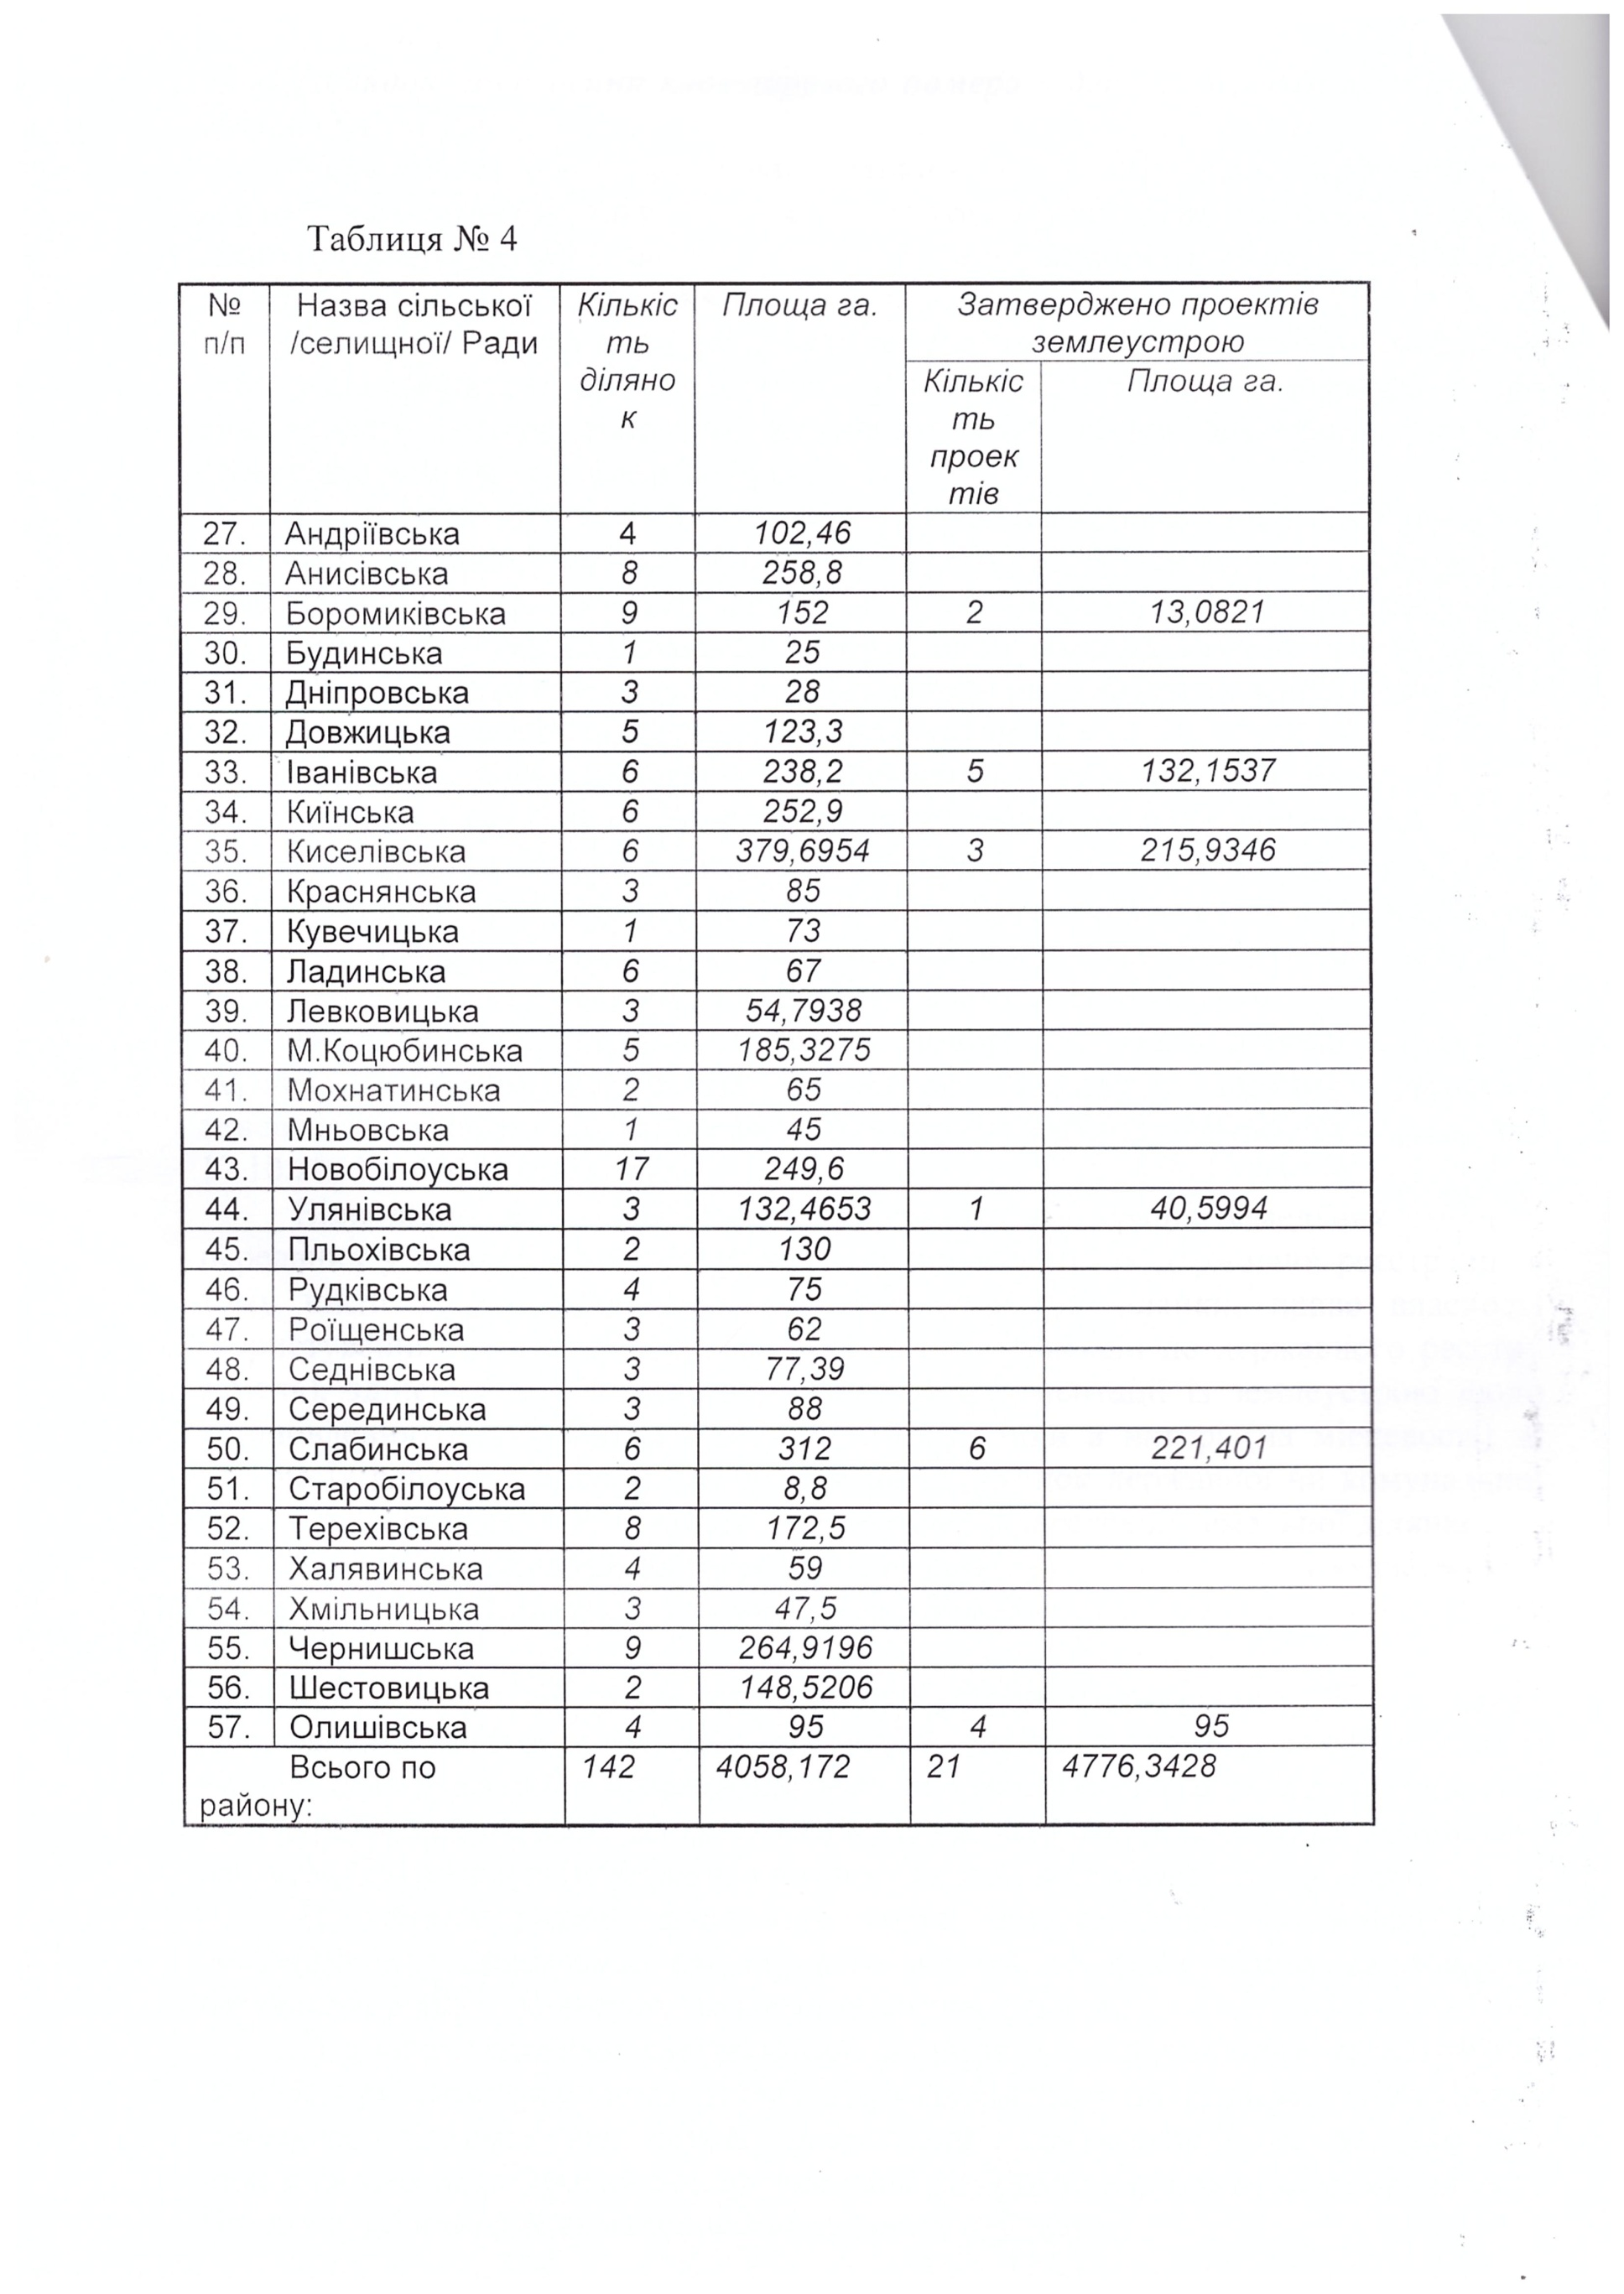 Таблиця № 4
№ п/п Назва сільської /селищної/ Ради Кількіс ть діляно к Площа га. Затверджено проектів землеустрою
Кількіс ть проек тів Площа га.
27. Андріївська 4 102,46
28. Анисівська 8 258,8
29. Боромиківська 9 152 2 13,0821
30. Будинська 1 25
31. Дніпровська 3 28
32. Довжицька 5 123,3
33. Іванівська 6 238,2 5 132,1537
34. Киїнська 6 252,9
35. Киселівська 6 379,6954 3 215,9346
36. Краснянська 3 85
37. Кувечицька 1 73
38. Ладинська 6 67
39. Левковицька 3 54,7938
40. М.Коцюбинська 5 185,3275
41. Мохнатинська 2 65
42. Мньовська 1 45
43. Новобілоуська 17 249,6
44. Улянівська 3 132,4653 1 40,5994
45. Пльохівська 2 130
46. Рудківська 4 75
47. Роїщенська 3 62
48. Седнівська 3 77,39
49. Серединська 3 88
50. Слабинська 6 312 6 221,401
51. Старобілоуська 2 8,8
52. Терехівська 8 172,5
53. Халявинська 4 59
54. Хмільницька 3 47,5
55. Чернишська 9 264,9196
56. Шестовицька 2 148,5206
57. Олишівська 4 95 4 95
Всього по 142 4058,172 21 4776,3428
району: